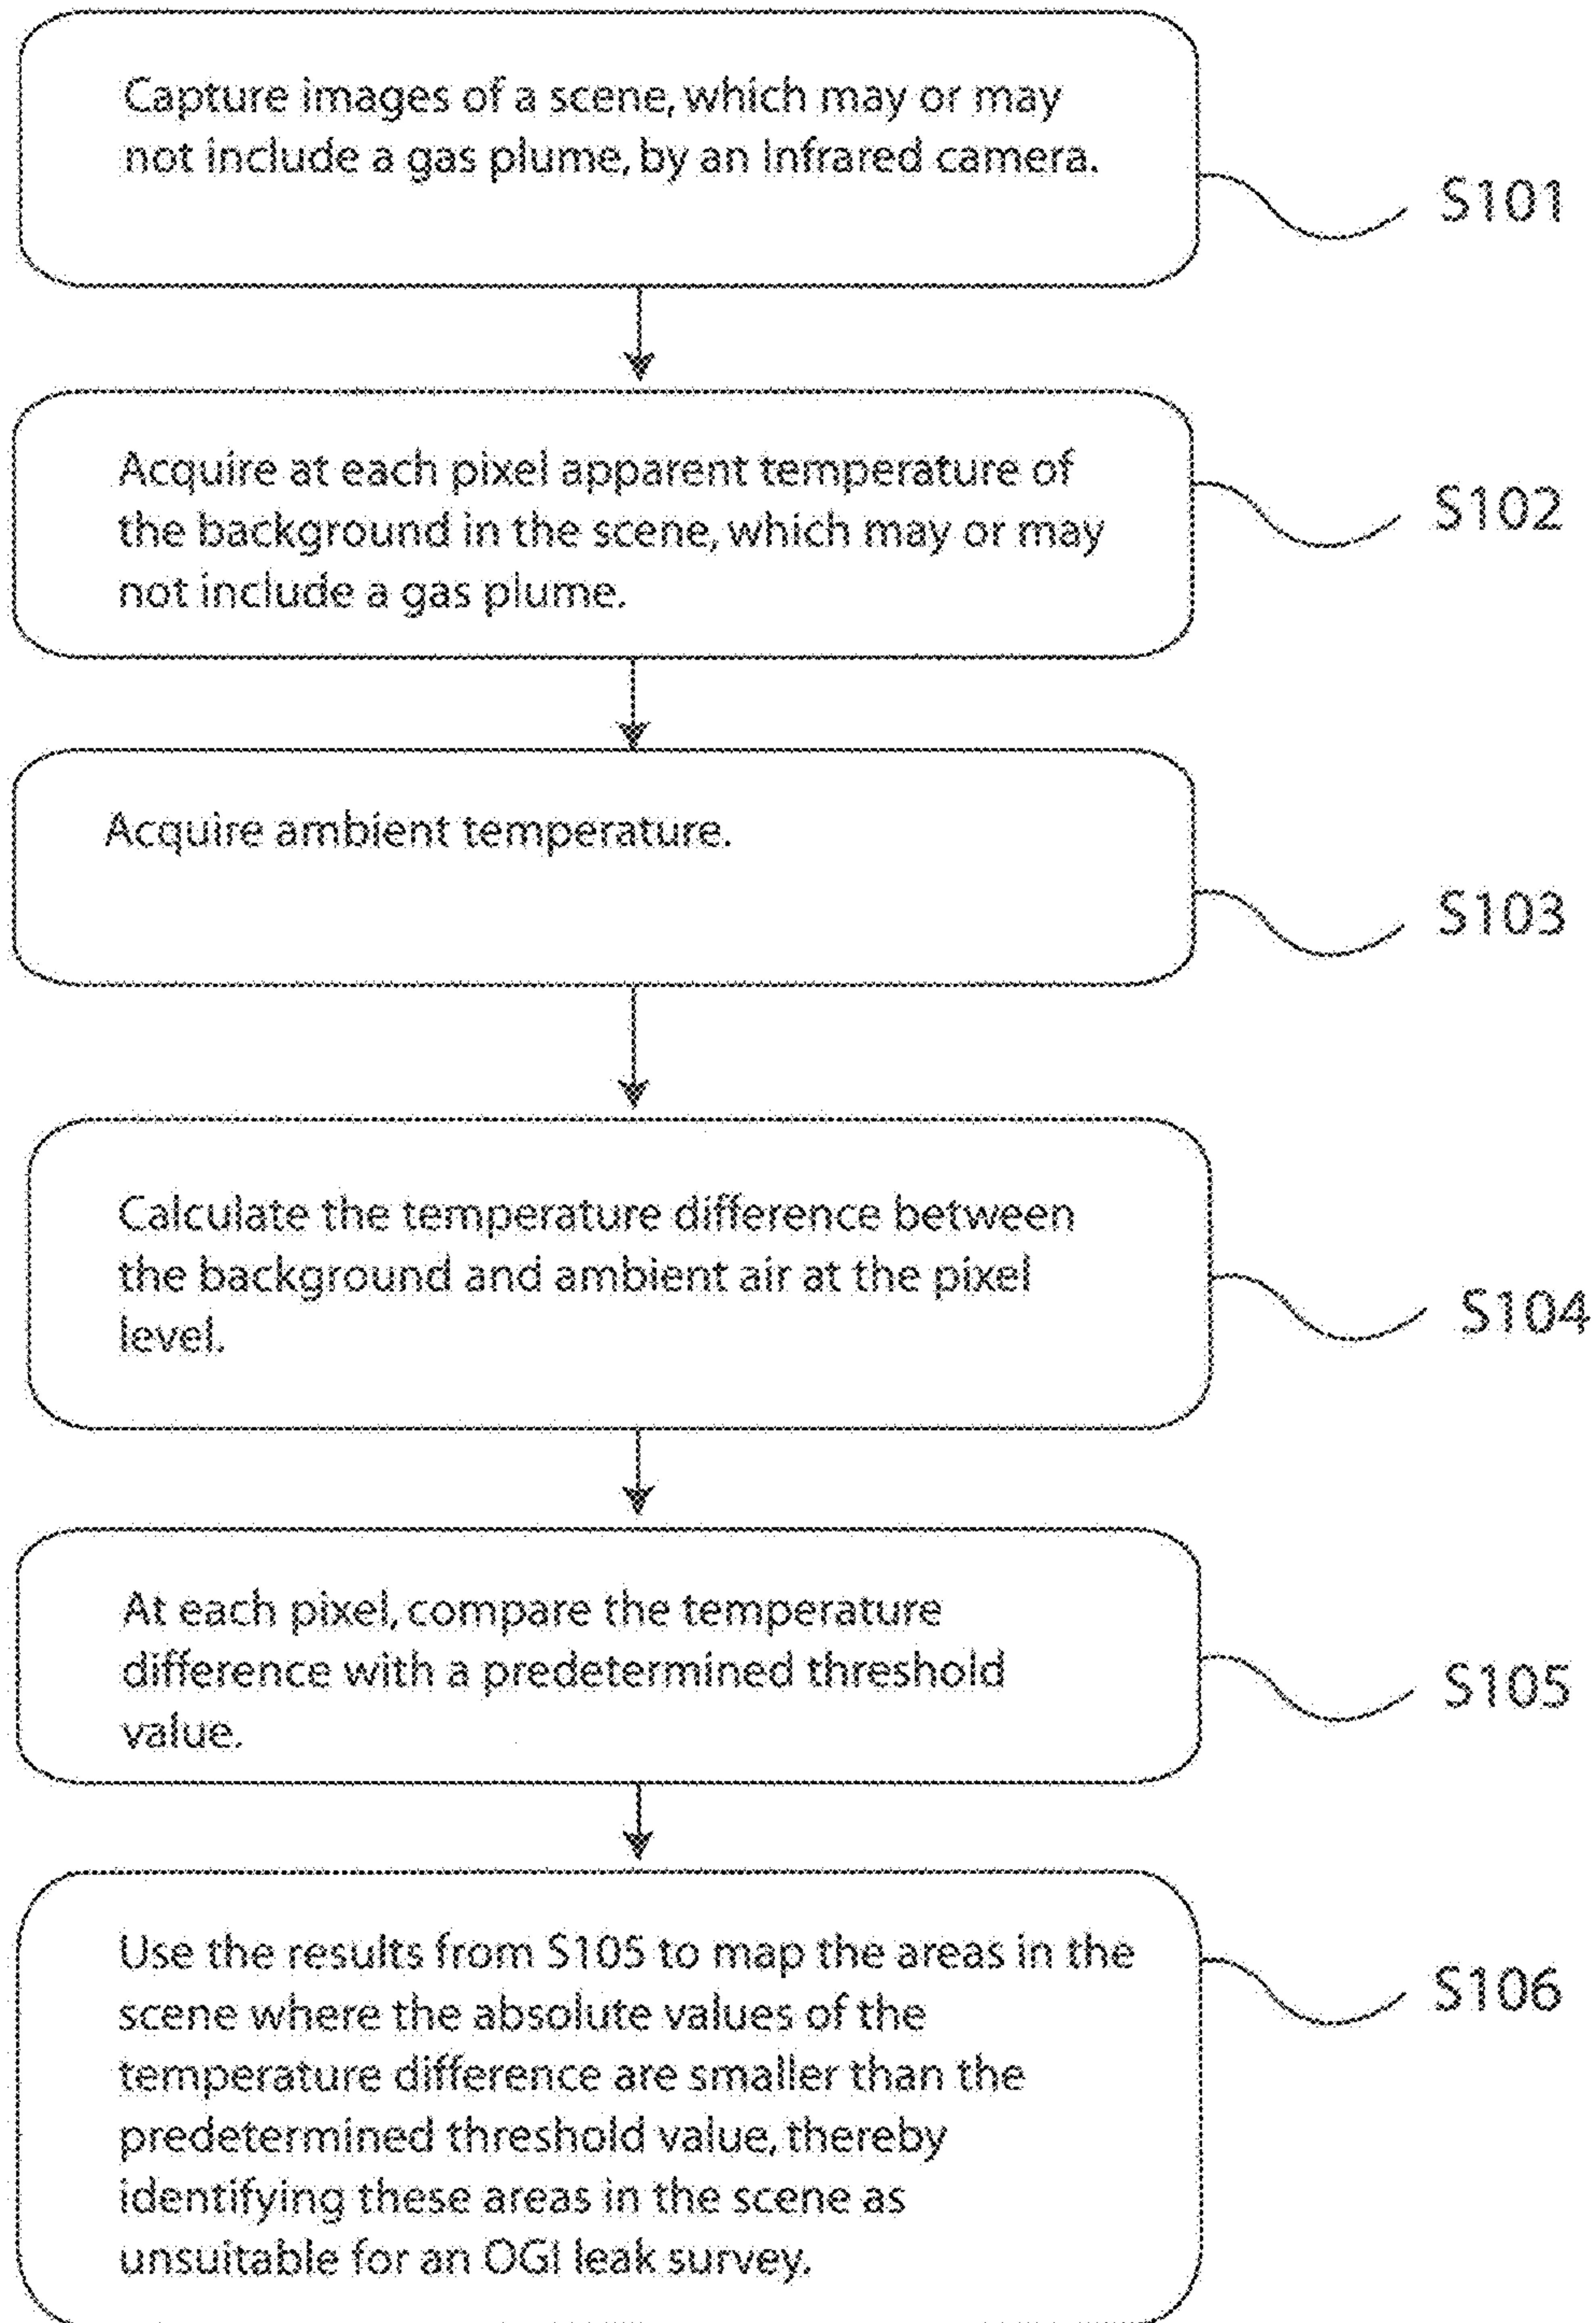 Capture images of a scene, which may or may
not include a gas plume, by an Infrared camera.
S101
Acquire at each pixel apparent temperature of
the background in the scene, which may or may
not include a gas plume.
S102
Acquire ambient temperature.
S103
Calculate the temperature difference between
the background and ambient air at the pixel
level.
S104
At each pixel, compare the temperature
difference with a predetermined threshold
value.
S105
Use the results from S105 to map the areas in the
scene where the absolute values of the
temperature difference are smaller than the
predetermined threshold value, thereby
identifying these areas in the scene as
unsuitable for an OGI leak survey.
S106